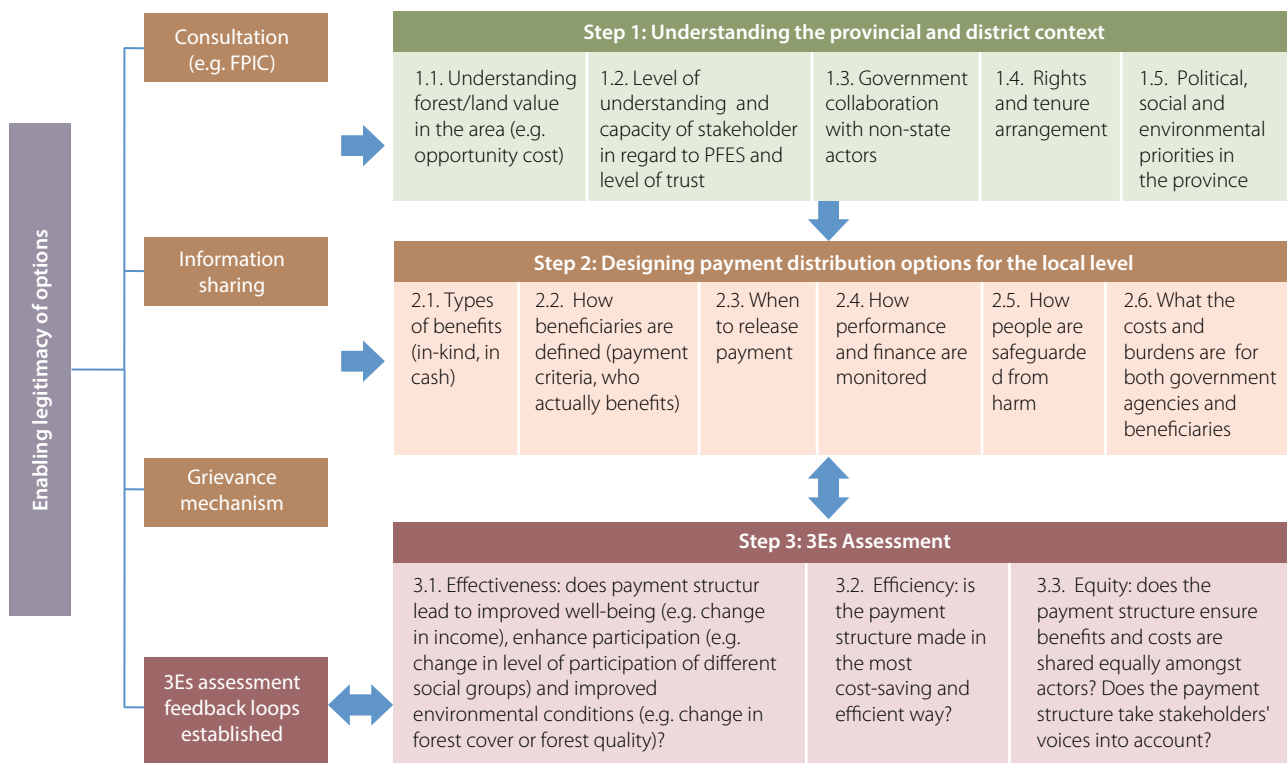 Enabling legitimacy of options
Consultation
(e.g. FPIC)
Information
sharing
Grievance
mechanism
3Es assessment
feedback loops
established
Step 1: Understanding the provincial and district context
1.1. Understanding
forest/land value
in the area (e.g.
opportunity cost)
1.2. Level of
understanding and
capacity of stakeholder
in regard to PFES and
level of trust
1.3. Government
collaboration
with non-state
actors
1.4. Rights
and tenure
arrangement
1.5. Political,
social and
environmental
priorities in
the province
Step 2: Designing payment distribution options for the local level
2.1. Types
of benefits
(in-kind, in
cash)
2.2. How
beneficiaries are
defined (payment
criteria, who
actually benefits)
2.3. When
to release
payment
2.4. How
performance
and finance are
monitored
2.5. How
people are
safeguarde
d from
harm
2.6. What the
costs and
burdens are for
both government
agencies and
beneficiaries
Step 3: 3Es Assessment
3.1. Effectiveness: does payment structur
lead to improved well-being (e.g. change
in income), enhance participation (e.g.
change in level of participation of different
social groups) and improved
environmental conditions (e.g. change in
forest cover or forest quality)?
3.2. Efficiency: is
the payment
structure made in
the most
cost-saving and
efficient way?
3.3. Equity: does the
payment structure ensure
benefits and costs are
shared equally amongst
actors? Does the payment
structure take stakeholders'
voices into account?